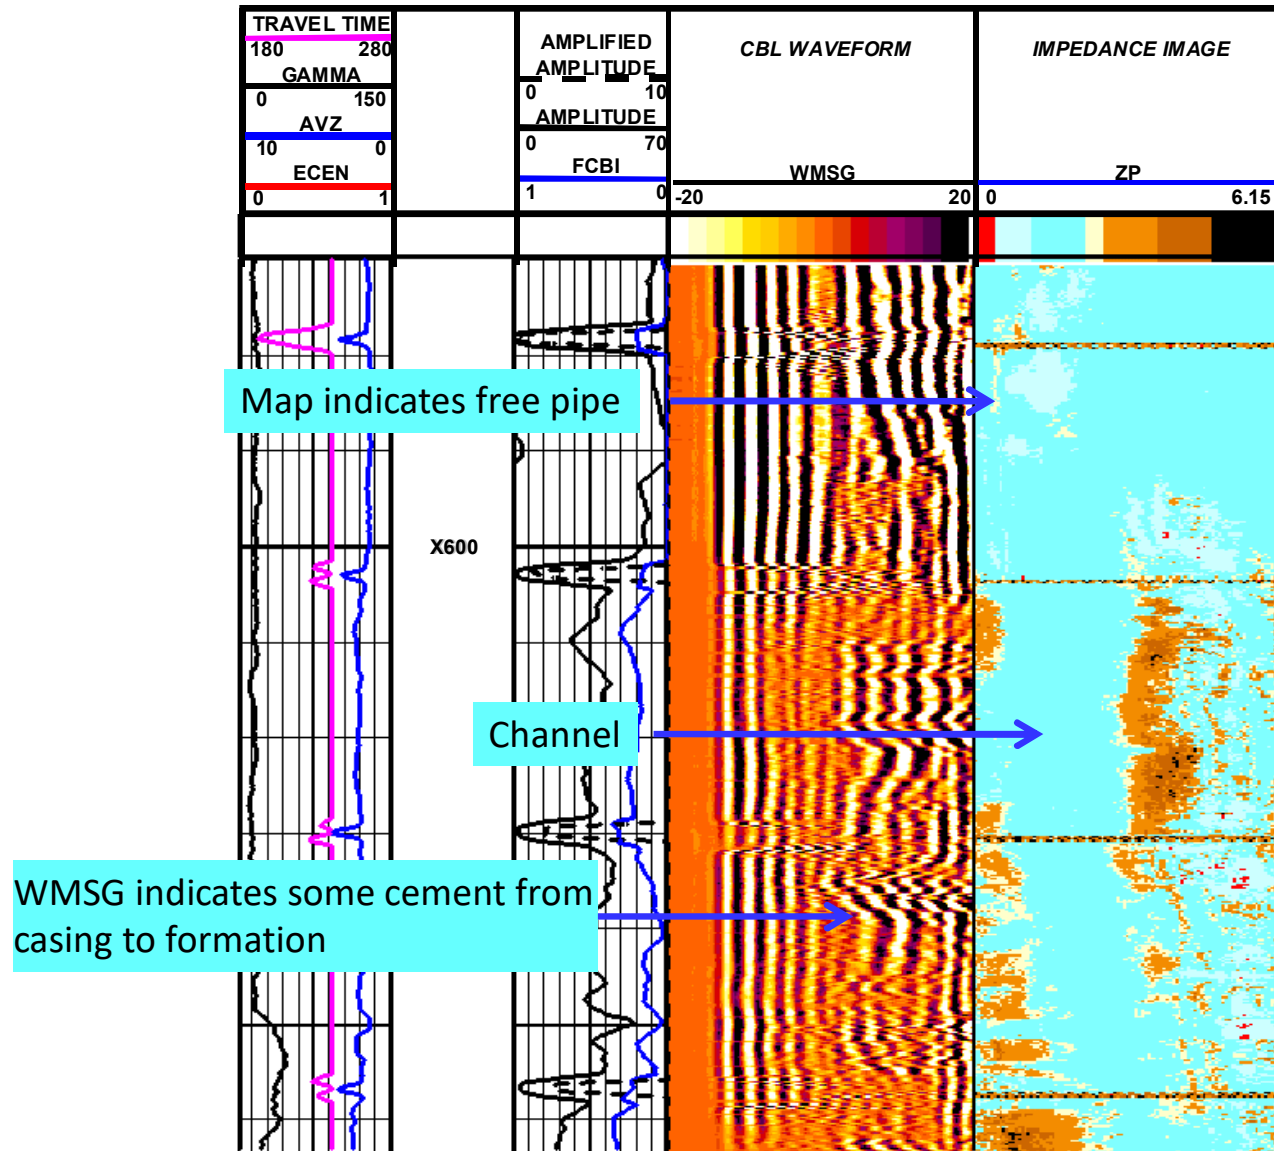 TRAVEL TIME
180 280
GAMMA
0 150
AVZ
10 0
ECEN
0 1
AMPLIFIED
AMPLITUDE
0 10
AMPLITUDE
0 70
FCBI
1 0
CBL WAVEFORM
WMSG
-20 20
IMPEDANCE IMAGE
ZP
0 6.15
Map indicates free pipe
X600
Channel
WMSG indicates some cement from
casing to formation